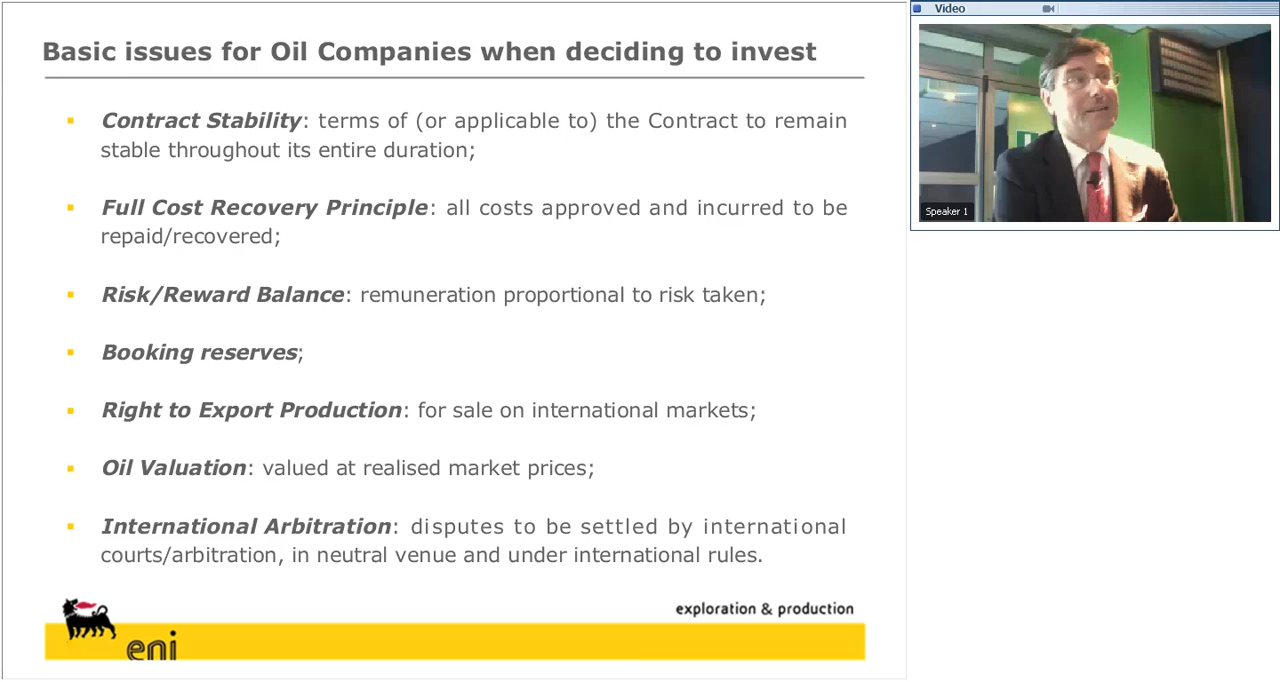 Basic issues for Oil Companies when deciding to invest
Contract Stability: terms of (or applicable to) the Contract to remain
stable throughout its entire duration;
Full Cost Recovery Principle: all costs approved and incurred to be
repaid/recovered;
Risk/Reward Balance: remuneration proportional to risk taken;
Booking reserves;
Right to Export Production: for sale on international markets;
Oil Valuation: valued at realised market prices;
International Arbitration: disputes to be settled by international
courts/arbitration, in neutral venue and under international rules.
exploration & production
eni
Video
Speaker 1